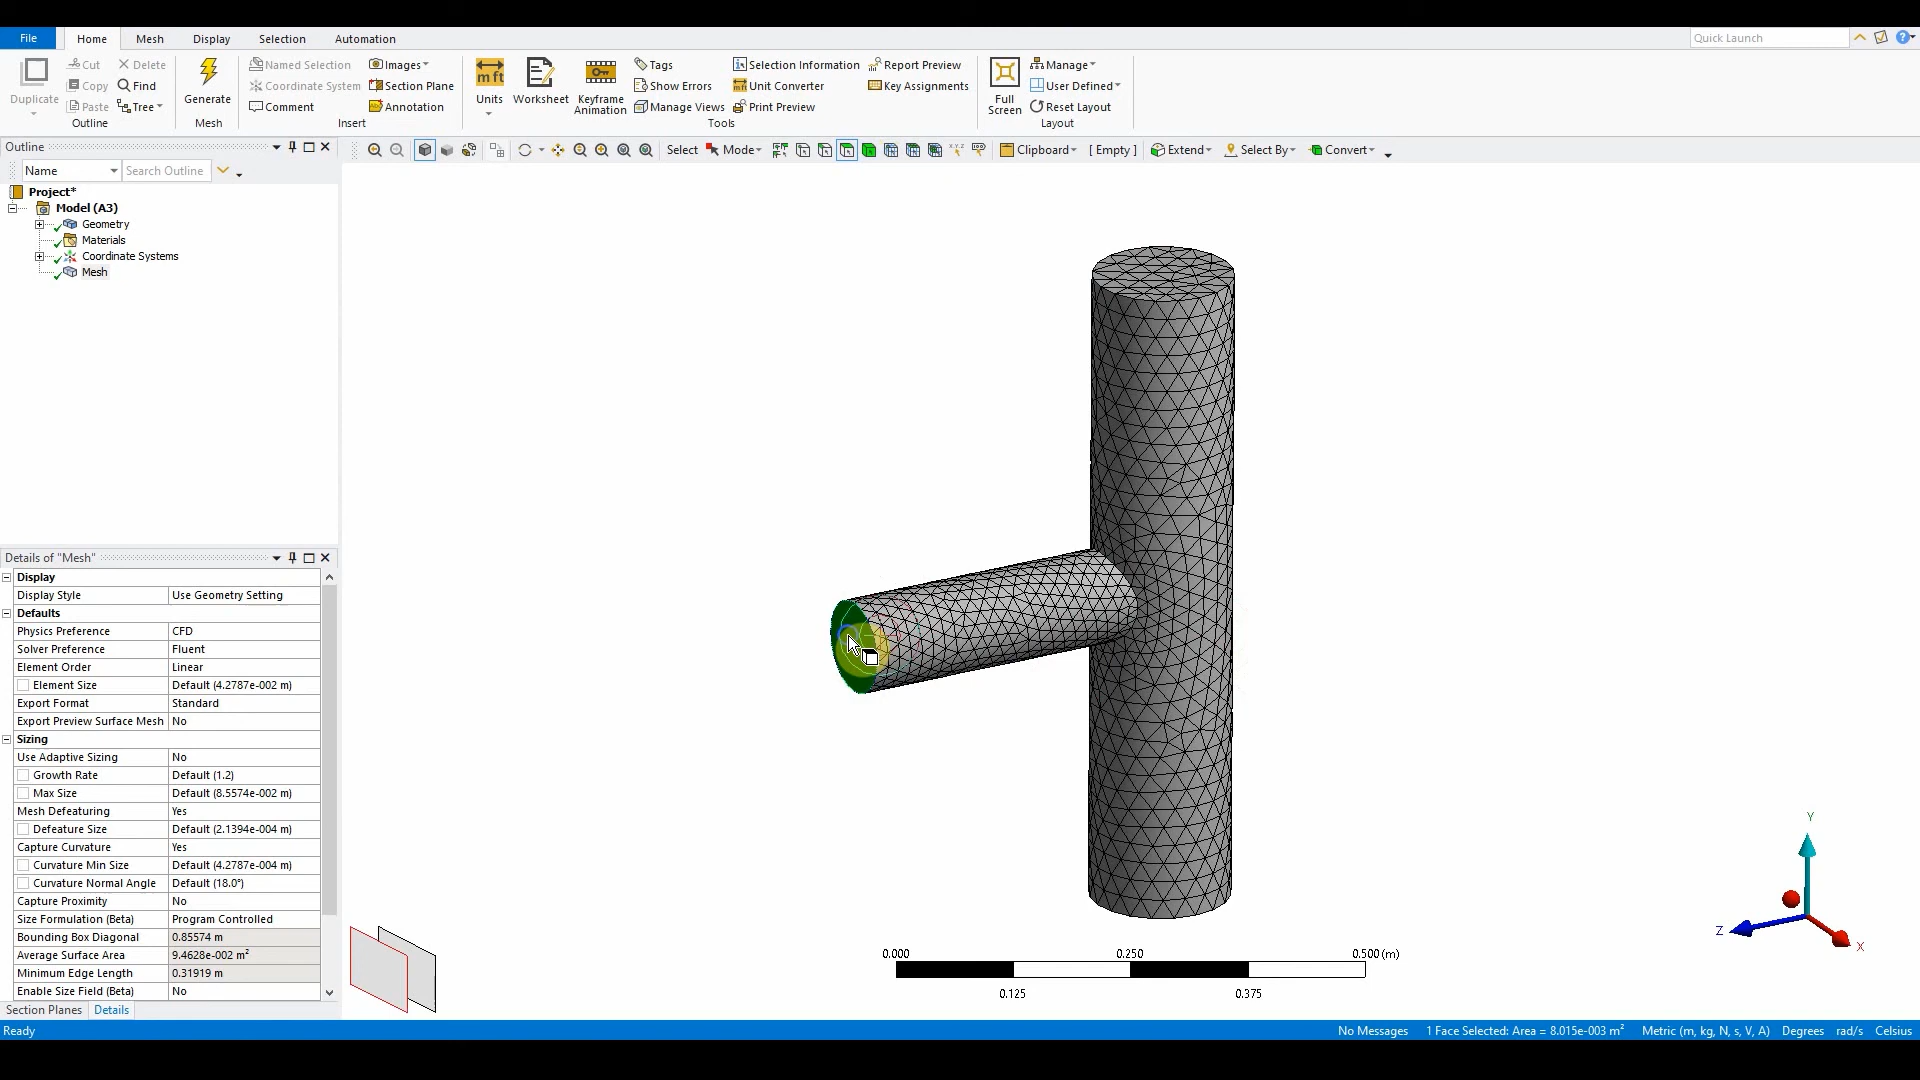 File Home Mesh Display Selection Automation Quick Launch
Duplicate Cut Copy Paste Delete Find Tree Outline
Generate Mesh
Named Selection Coordinate System Comment Images Section Plane Annotation Insert
Units Worksheet Keyframe Animation Tags Show Errors Manage Views Selection Information Unit Converter Print Preview Report Preview Key Assignments Tools
Full Screen Manage User Defined Reset Layout Layout
Outline
Select Mode Clipboard [ Empty ] Extend Select By Convert
Name Search Outline
Project*
Model (A3)
Geometry
Materials
Coordinate Systems
Mesh
Details of "Mesh"
Display
Display Style Use Geometry Setting
Defaults
Physics Preference CFD
Solver Preference Fluent
Element Order Linear
Element Size Default (4.2787e-002 m)
Export Format Standard
Export Preview Surface Mesh No
Sizing
Use Adaptive Sizing No
Growth Rate Default (1.2)
Max Size Default (8.5574e-002 m)
Mesh Defeaturing Yes
Defeature Size Default (2.1394e-004 m)
Capture Curvature Yes
Curvature Min Size Default (4.2787e-004 m)
Curvature Normal Angle Default (18.0°)
Capture Proximity No
Size Formulation (Beta) Program Controlled
Bounding Box Diagonal 0.85574 m
Average Surface Area 9.4628e-002 m²
Minimum Edge Length 0.31919 m
Enable Size Field (Beta) No
Section Planes Details
0.000 0.250 0.500 (m)
0.125 0.375
Y
Z
X
Ready No Messages 1 Face Selected: Area = 8.015e-003 m² Metric (m, kg, N, s, V, A) Degrees rad/s Celsius